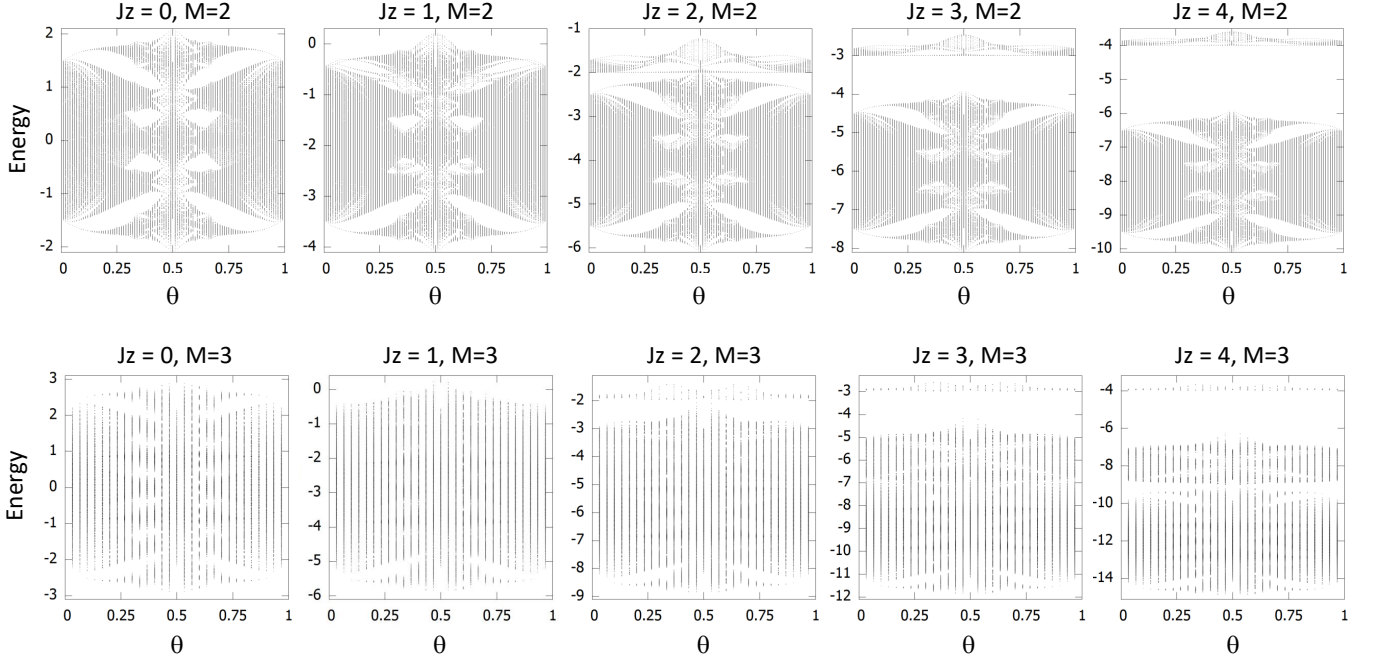 Jz = 0, M=2 Jz = 1, M=2 Jz = 2, M=2 Jz = 3, M=2 Jz = 4, M=2
Energy
2
1
0
-1
-2
0 0.25 0.5 0.75 1
θ
0
-1
-2
-3
-4
0 0.25 0.5 0.75 1
θ
-1
-2
-3
-4
-5
-6
0 0.25 0.5 0.75 1
θ
-3
-4
-5
-6
-7
-8
0 0.25 0.5 0.75 1
θ
-4
-5
-6
-7
-8
-9
-10
0 0.25 0.5 0.75 1
θ
Jz = 0, M=3 Jz = 1, M=3 Jz = 2, M=3 Jz = 3, M=3 Jz = 4, M=3
Energy
3
2
1
0
-1
-2
-3
0 0.25 0.5 0.75 1
θ
0
-1
-2
-3
-4
-5
-6
0 0.25 0.5 0.75 1
θ
-2
-3
-4
-5
-6
-7
-8
-9
0 0.25 0.5 0.75 1
θ
-3
-4
-5
-6
-7
-8
-9
-10
-11
-12
0 0.25 0.5 0.75 1
θ
-4
-6
-8
-10
-12
-14
0 0.25 0.5 0.75 1
θ